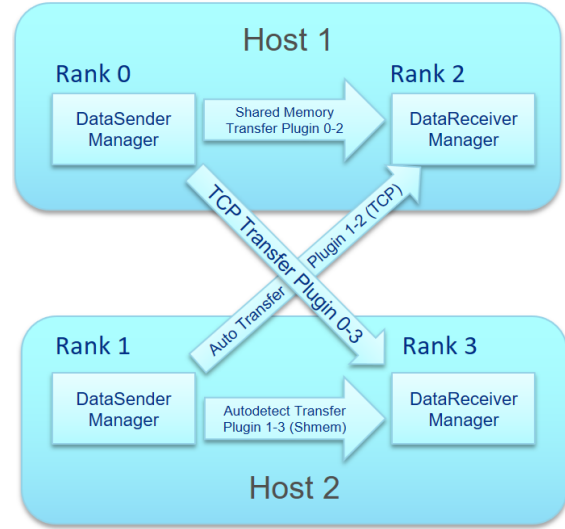 Host 1
Rank 0
Rank 2
DataSender
Manager
Shared Memory
Transfer Plugin 0-2
DataReceiver
Manager
TCP Transfer Plugin 0-3
Auto Transfer Plugin 1-2 (TCP)
Rank 1
Rank 3
DataSender
Manager
Autodetect Transfer
Plugin 1-3 (Shmem)
DataReceiver
Manager
Host 2